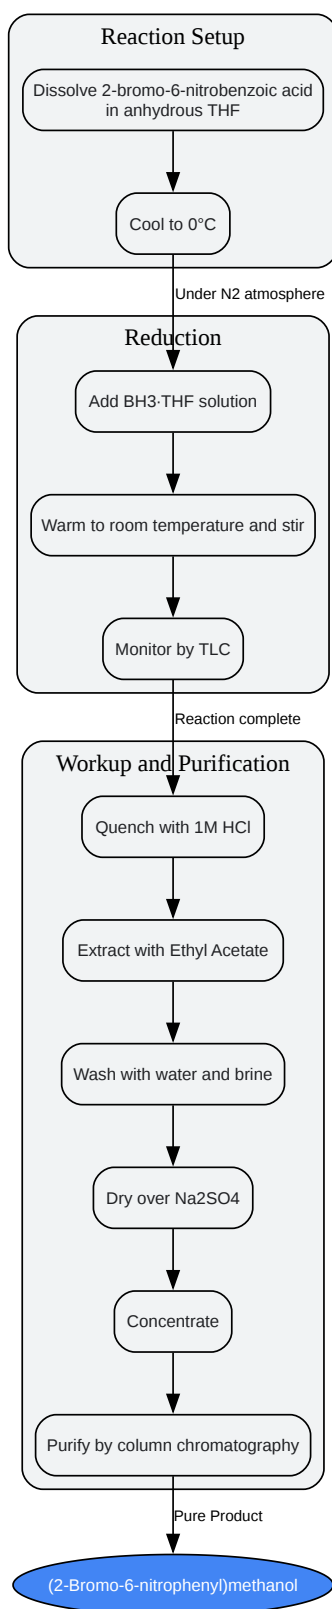 Reaction Setup
Dissolve 2-bromo-6-nitrobenzoic acid
in anhydrous THF
Cool to 0°C
Under N2 atmosphere
Reduction
Add BH3·THF solution
Warm to room temperature and stir
Monitor by TLC
Reaction complete
Workup and Purification
Quench with 1M HCl
Extract with Ethyl Acetate
Wash with water and brine
Dry over Na2SO4
Concentrate
Purify by column chromatography
Pure Product
(2-Bromo-6-nitrophenyl)methanol